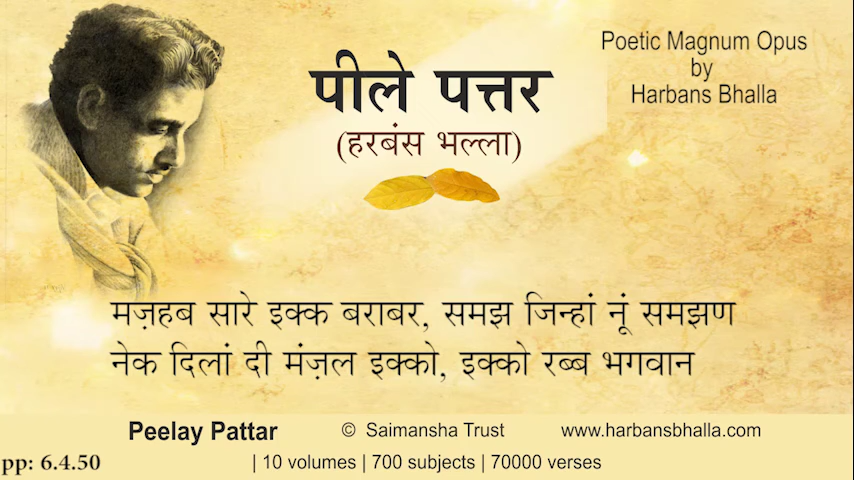 पीले पत्तर
(हरबंस भल्ला)
Poetic Magnum Opus
by
Harbans Bhalla
मज़हब सारे इक्क बराबर, समझ जिन्हां नूं समझण
नेक दिलां दी मंज़ल इक्को, इक्को रब्ब भगवान
Peelay Pattar © Saimansha Trust www.harbansbhalla.com
pp: 6.4.50 | 10 volumes | 700 subjects | 70000 verses